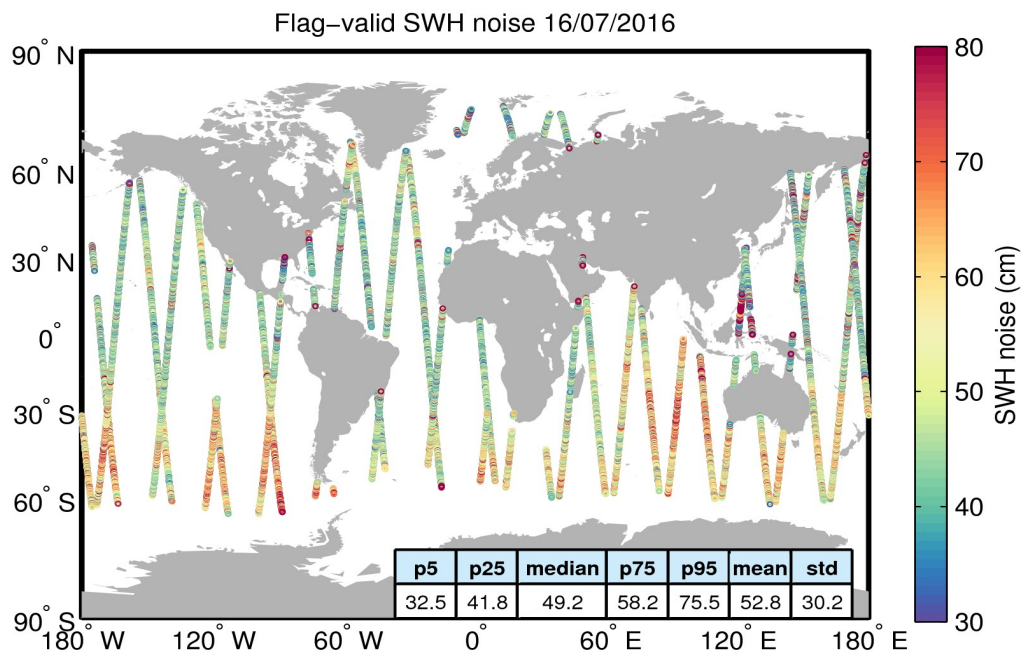 Flag−valid SWH noise 16/07/2016
90° N
60° N
30° N
0°
30° S
60° S
90° S
180° W
120° W
60° W
0°
60° E
120° E
180° E
p5 p25 median p75 p95 mean std
32.5 41.8 49.2 58.2 75.5 52.8 30.2
80
70
60
50
40
30
SWH noise (cm)